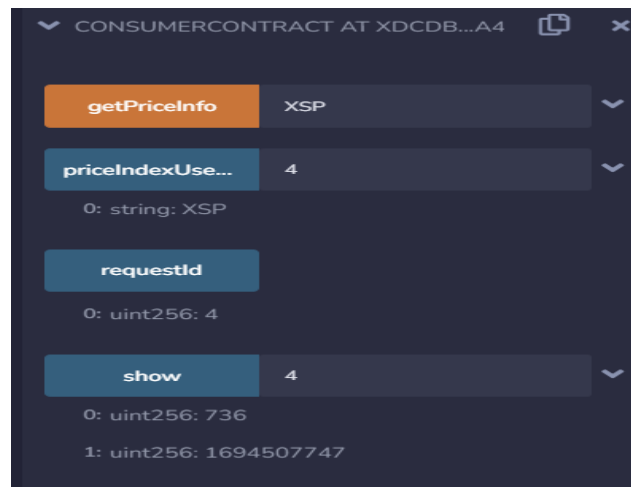 CONSUMERCONTRACT AT XDCDB...A4
getPriceInfo XSP
priceIndexUse... 4
0: string: XSP
requestId
0: uint256: 4
show 4
0: uint256: 736
1: uint256: 1694507747